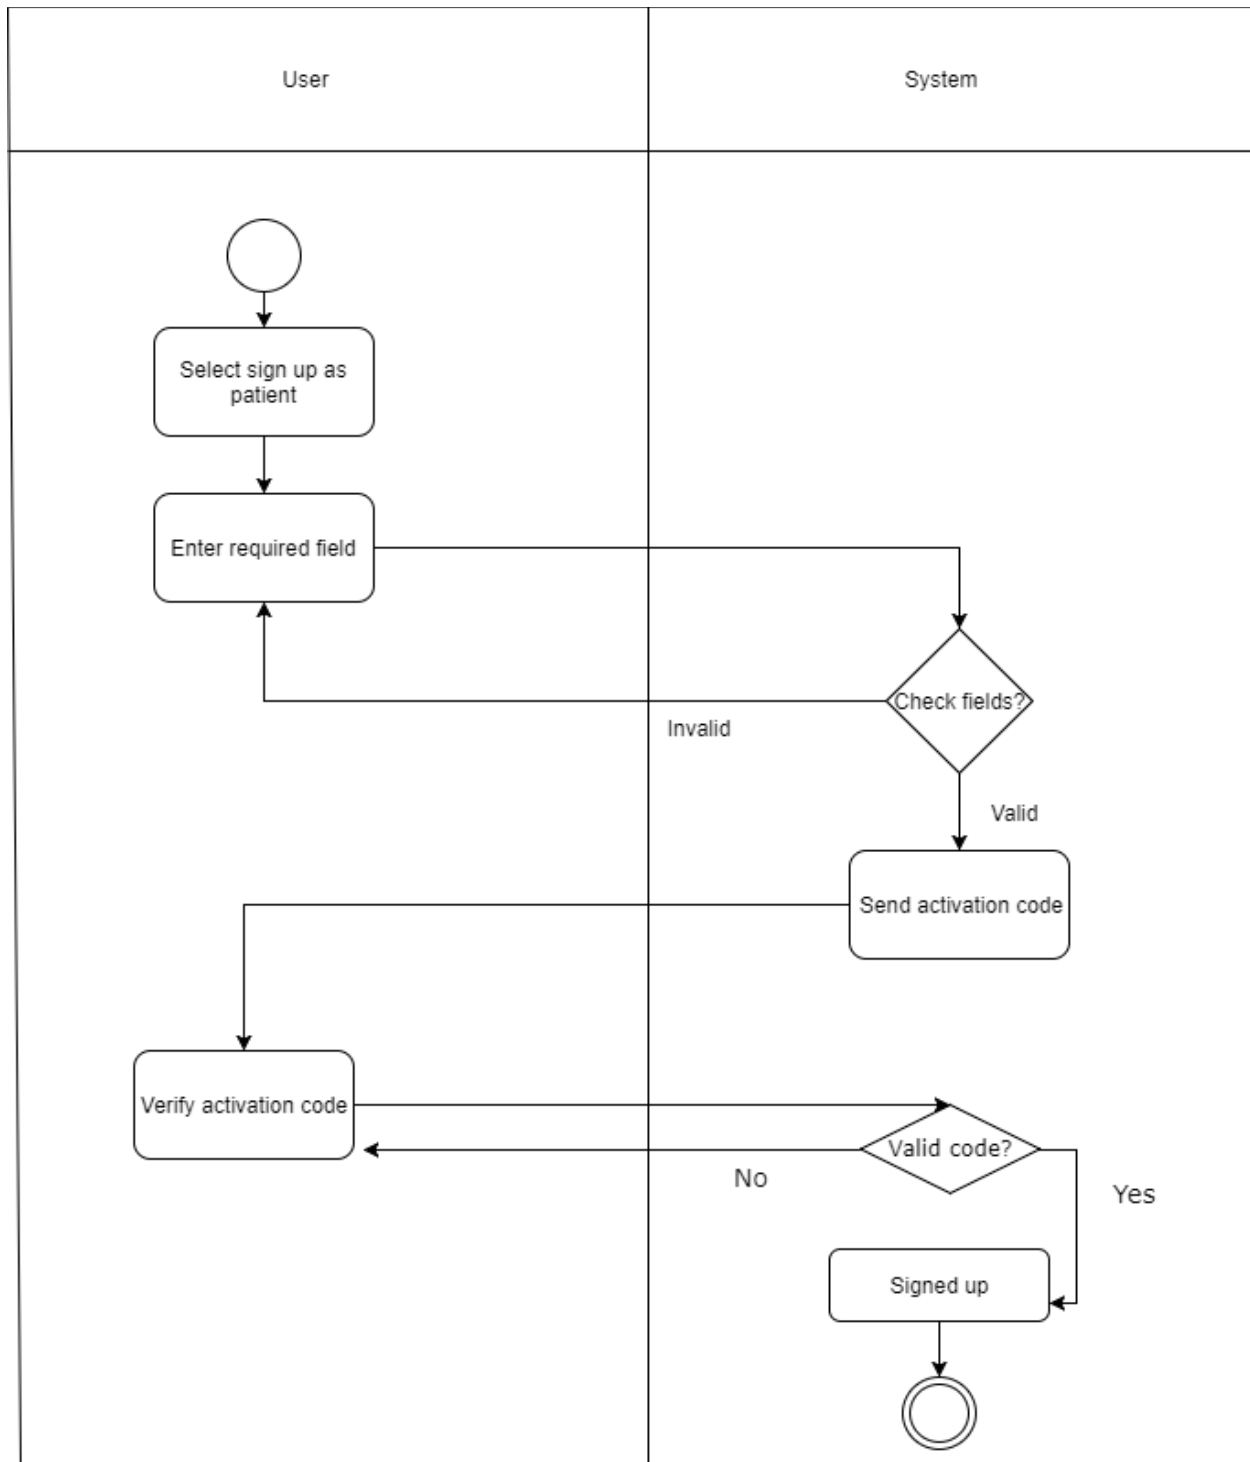 User
System
Select sign up as
patient
Enter required field
Check fields?
Invalid
Valid
Send activation code
Verify activation code
Valid code?
No
Yes
Signed up